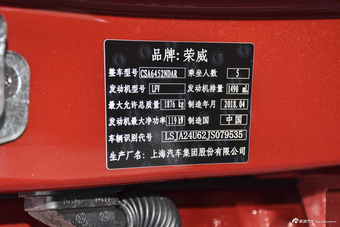 品牌: 荣威
整车型号 CSA6452NDAR 乘坐人数 5
发动机型号 LFV 发动机排量 1490 mL
最大允许总质量 1876 kg 制造年月 2018.04
发动机最大净功率 119 kW 制造国 中国
车辆识别代号 LSJA24U62JS079535
生产厂名: 上海汽车集团股份有限公司